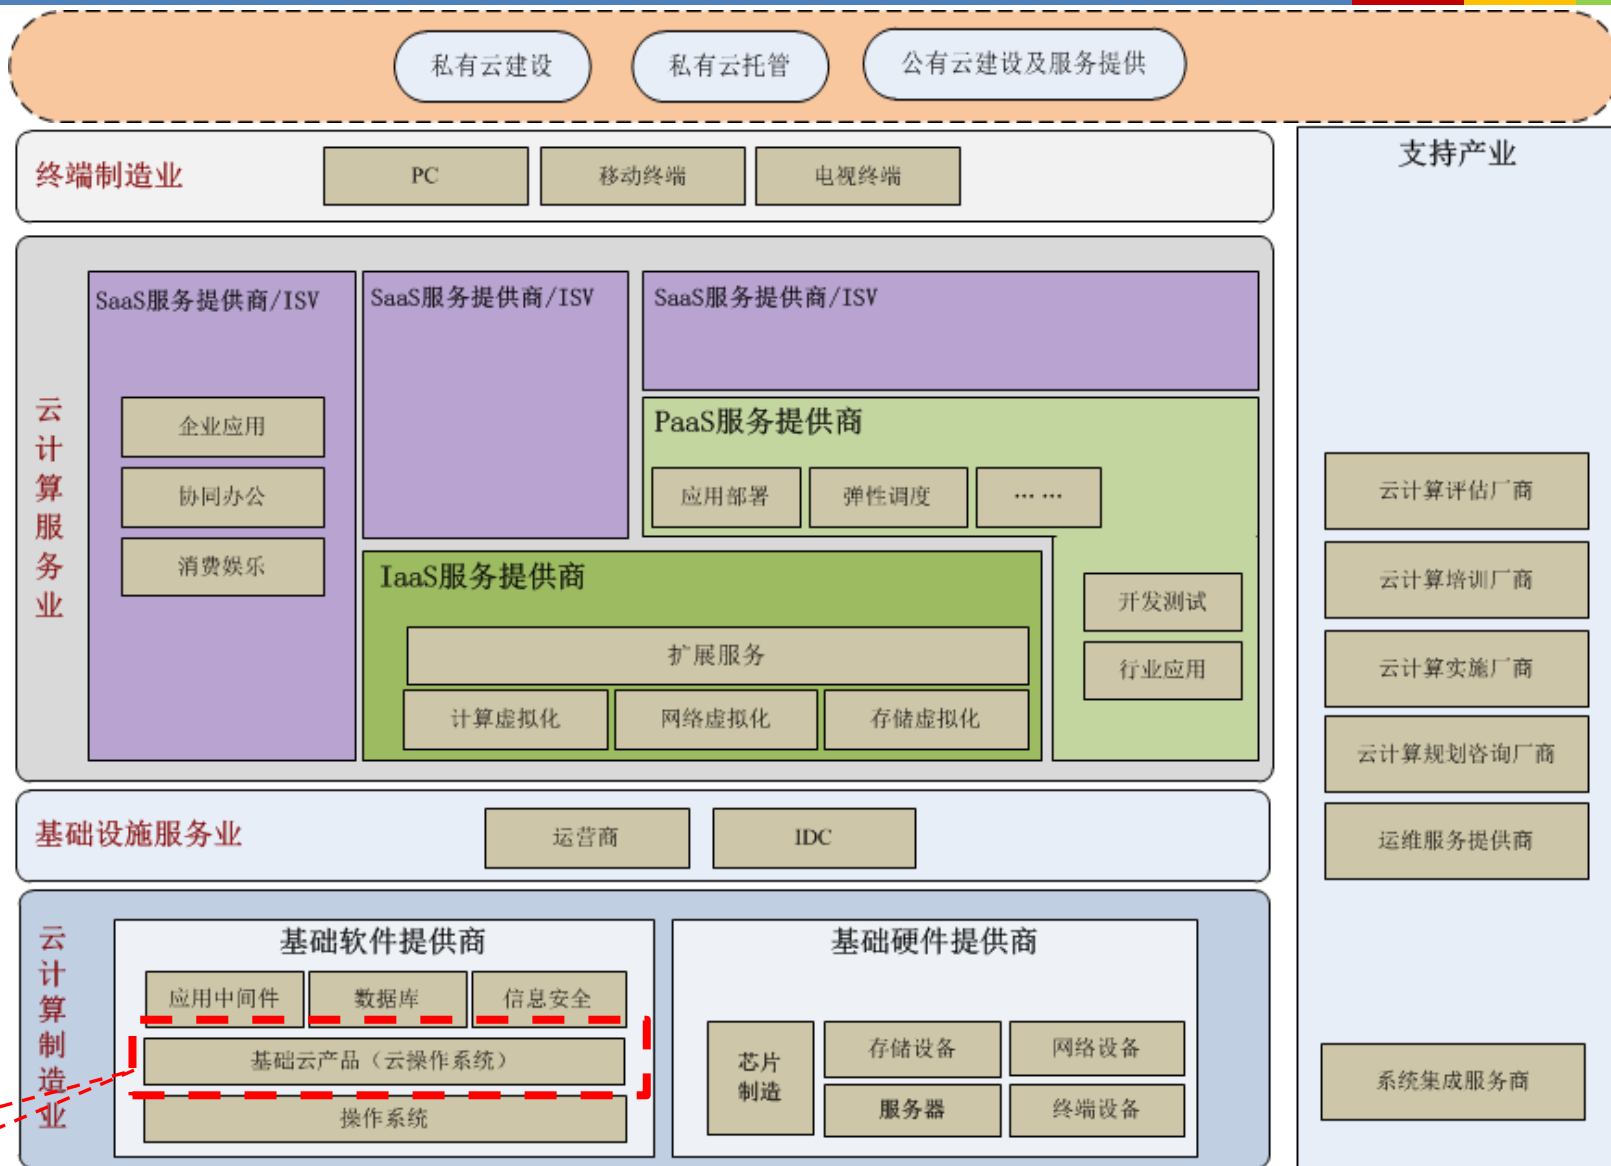 私有云建设
私有云托管
公有云建设及服务提供
终端制造业
PC
移动终端
电视终端
支持产业
云计算服务业
SaaS服务提供商/ISV
SaaS服务提供商/ISV
SaaS服务提供商/ISV
企业应用
协同办公
消费娱乐
PaaS服务提供商
应用部署
弹性调度
... ...
开发测试
行业应用
IaaS服务提供商
扩展服务
计算虚拟化
网络虚拟化
存储虚拟化
云计算评估厂商
云计算培训厂商
云计算实施厂商
云计算规划咨询厂商
运维服务提供商
系统集成服务商
基础设施服务业
运营商
IDC
云计算制造业
基础软件提供商
应用中间件
数据库
信息安全
基础云产品（云操作系统）
操作系统
基础硬件提供商
芯片
制造
存储设备
网络设备
服务器
终端设备